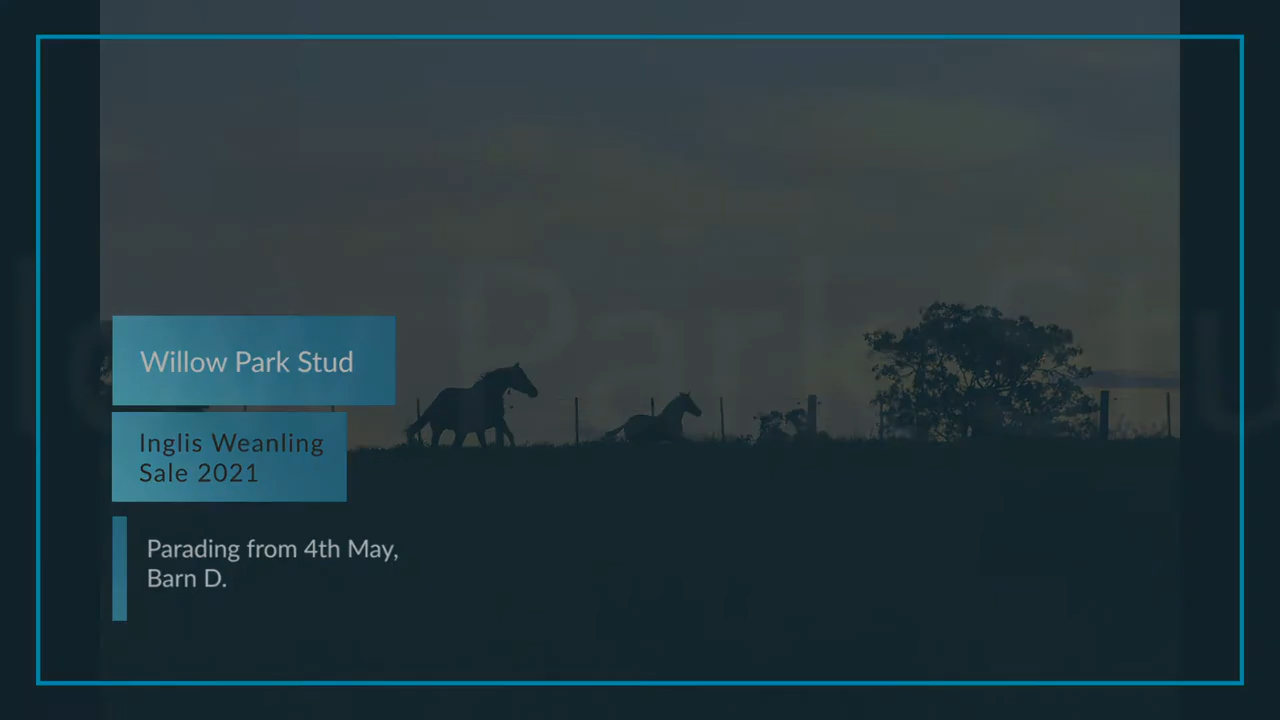 Willow Park Stud
Inglis Weanling
Sale 2021
Parading from 4th May,
Barn D.